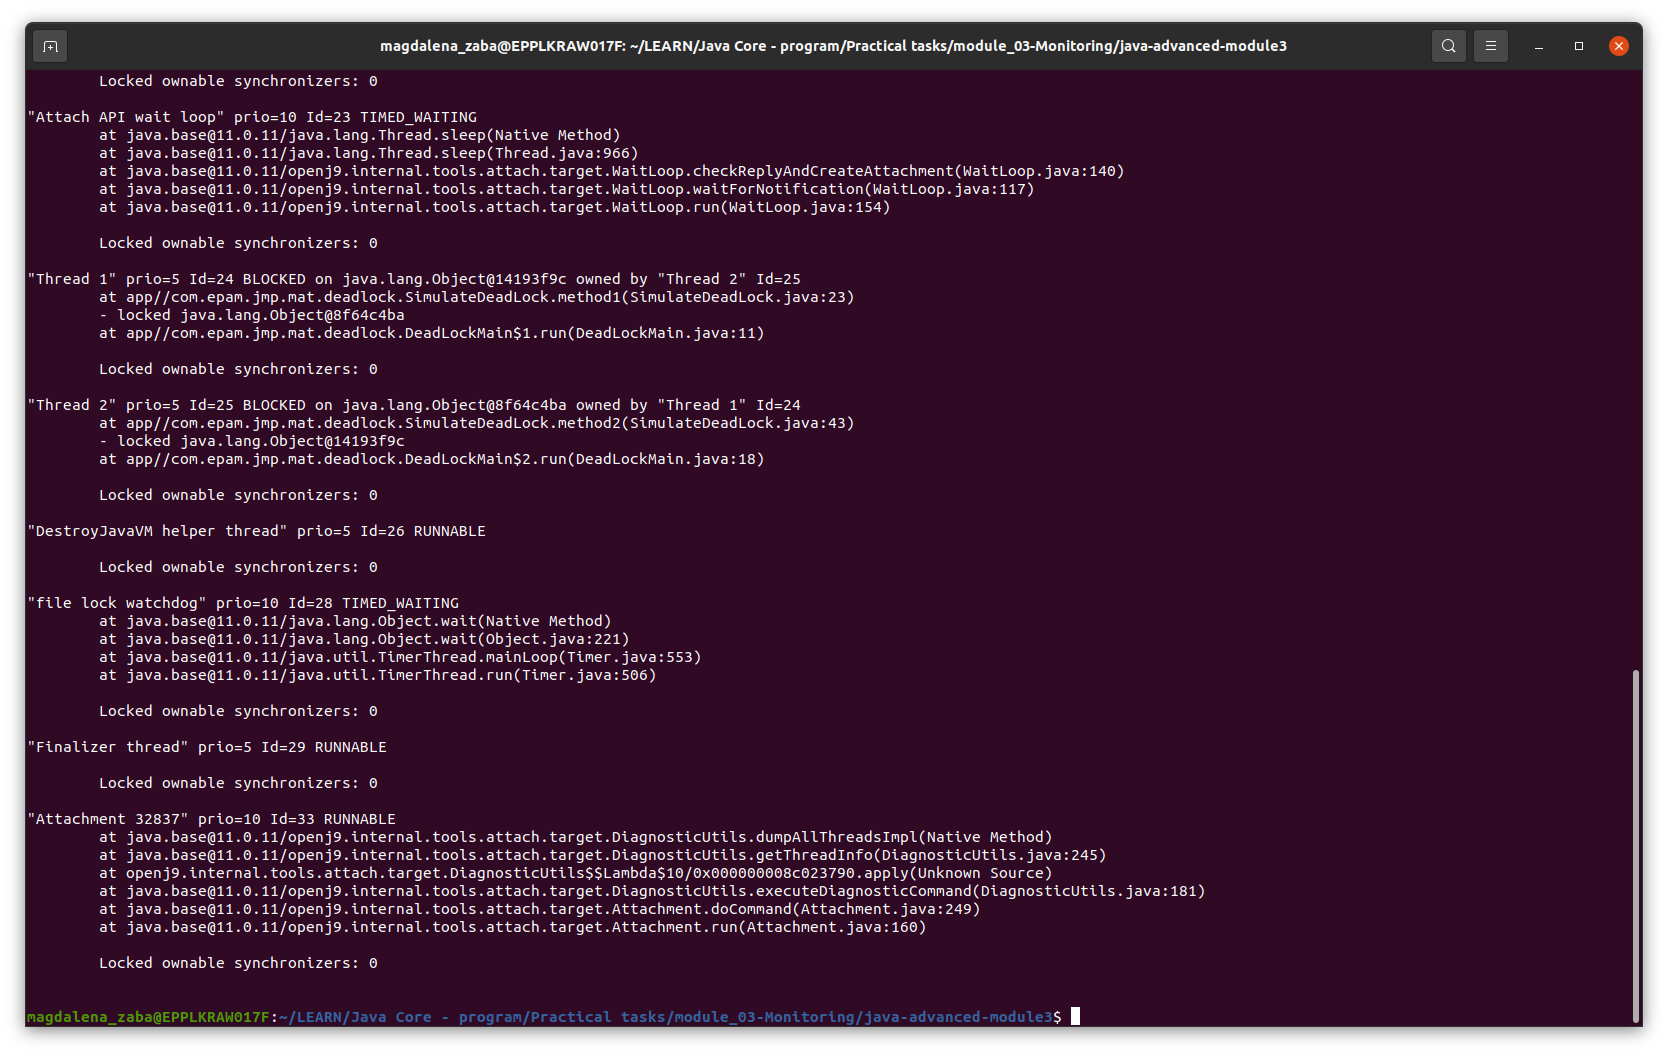 magdalena_zaba@EPPLKRAW017F: ~/LEARN/Java Core - program/Practical tasks/module_03-Monitoring/java-advanced-module3
        Locked ownable synchronizers: 0

"Attach API wait loop" prio=10 Id=23 TIMED_WAITING
        at java.base@11.0.11/java.lang.Thread.sleep(Native Method)
        at java.base@11.0.11/java.lang.Thread.sleep(Thread.java:966)
        at java.base@11.0.11/openj9.internal.tools.attach.target.WaitLoop.checkReplyAndCreateAttachment(WaitLoop.java:140)
        at java.base@11.0.11/openj9.internal.tools.attach.target.WaitLoop.waitForNotification(WaitLoop.java:117)
        at java.base@11.0.11/openj9.internal.tools.attach.target.WaitLoop.run(WaitLoop.java:154)

        Locked ownable synchronizers: 0

"Thread 1" prio=5 Id=24 BLOCKED on java.lang.Object@14193f9c owned by "Thread 2" Id=25
        at app//com.epam.jmp.mat.deadlock.SimulateDeadLock.method1(SimulateDeadLock.java:23)
        - locked java.lang.Object@8f64c4ba
        at app//com.epam.jmp.mat.deadlock.DeadLockMain$1.run(DeadLockMain.java:11)

        Locked ownable synchronizers: 0

"Thread 2" prio=5 Id=25 BLOCKED on java.lang.Object@8f64c4ba owned by "Thread 1" Id=24
        at app//com.epam.jmp.mat.deadlock.SimulateDeadLock.method2(SimulateDeadLock.java:43)
        - locked java.lang.Object@14193f9c
        at app//com.epam.jmp.mat.deadlock.DeadLockMain$2.run(DeadLockMain.java:18)

        Locked ownable synchronizers: 0

"DestroyJavaVM helper thread" prio=5 Id=26 RUNNABLE

        Locked ownable synchronizers: 0

"file lock watchdog" prio=10 Id=28 TIMED_WAITING
        at java.base@11.0.11/java.lang.Object.wait(Native Method)
        at java.base@11.0.11/java.lang.Object.wait(Object.java:221)
        at java.base@11.0.11/java.util.TimerThread.mainLoop(Timer.java:553)
        at java.base@11.0.11/java.util.TimerThread.run(Timer.java:506)

        Locked ownable synchronizers: 0

"Finalizer thread" prio=5 Id=29 RUNNABLE

        Locked ownable synchronizers: 0

"Attachment 32837" prio=10 Id=33 RUNNABLE
        at java.base@11.0.11/openj9.internal.tools.attach.target.DiagnosticUtils.dumpAllThreadsImpl(Native Method)
        at java.base@11.0.11/openj9.internal.tools.attach.target.DiagnosticUtils.getThreadInfo(DiagnosticUtils.java:245)
        at openj9.internal.tools.attach.target.DiagnosticUtils$$Lambda$10/0x000000008c023790.apply(Unknown Source)
        at java.base@11.0.11/openj9.internal.tools.attach.target.DiagnosticUtils.executeDiagnosticCommand(DiagnosticUtils.java:181)
        at java.base@11.0.11/openj9.internal.tools.attach.target.Attachment.doCommand(Attachment.java:249)
        at java.base@11.0.11/openj9.internal.tools.attach.target.Attachment.run(Attachment.java:160)

        Locked ownable synchronizers: 0

magdalena_zaba@EPPLKRAW017F:~/LEARN/Java Core - program/Practical tasks/module_03-Monitoring/java-advanced-module3$